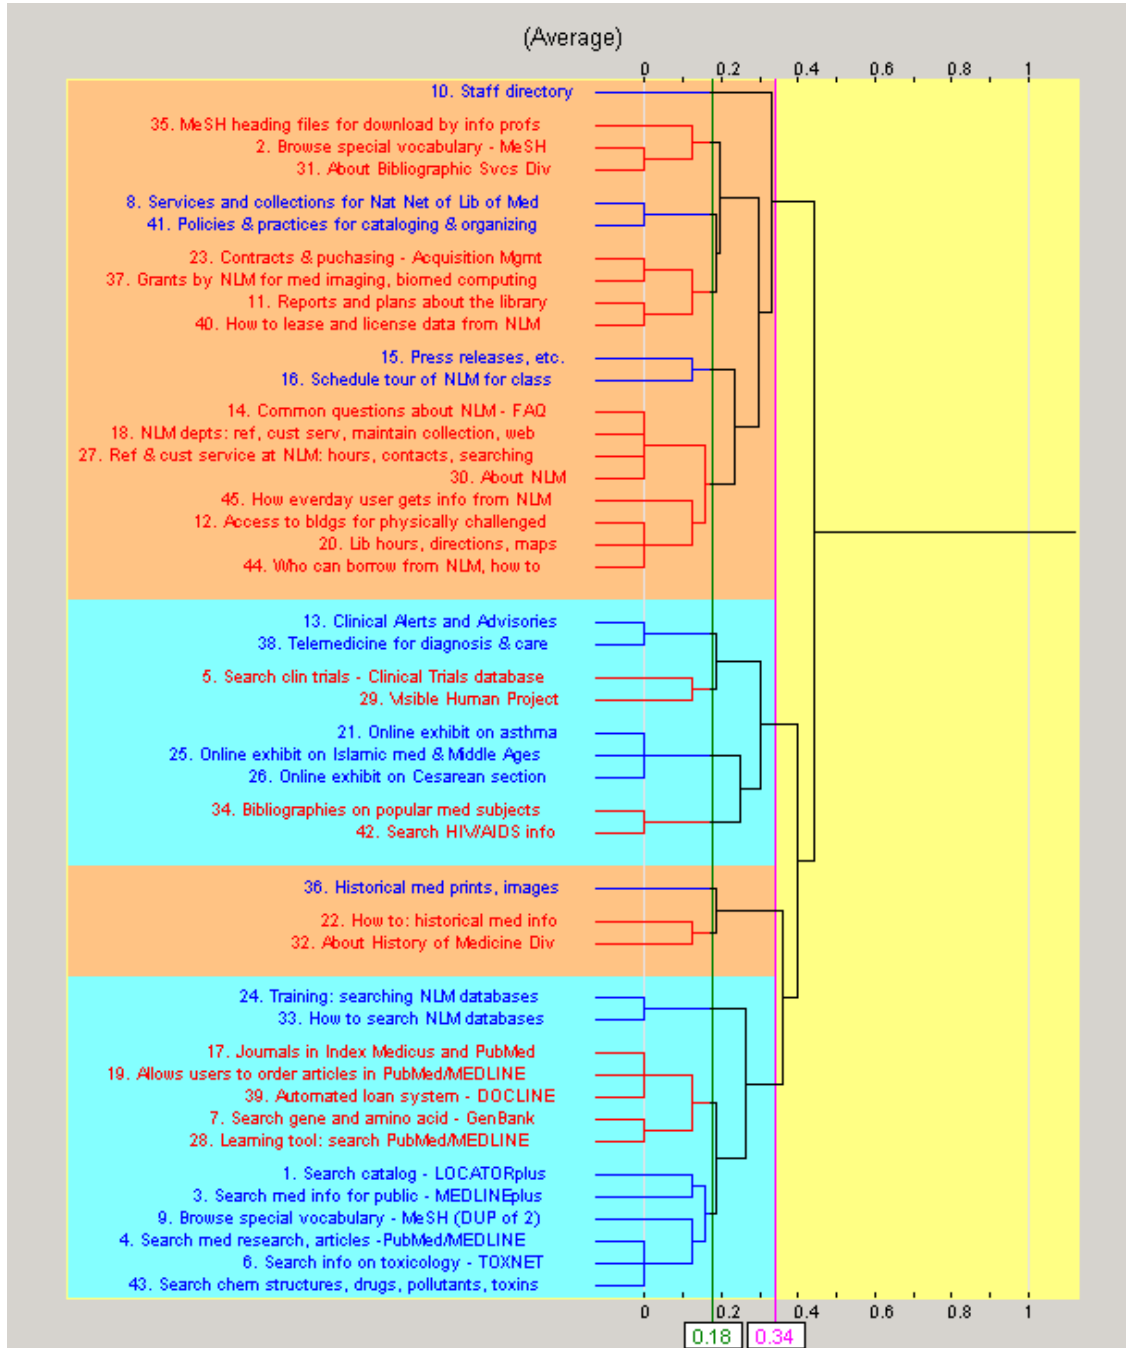 (Average)
0 0.2 0.4 0.6 0.8 1
10. Staff directory
35. MeSH heading files for download by info profs
2. Browse special vocabulary - MeSH
31. About Bibliographic Svcs Div
8. Services and collections for Nat Net of Lib of Med
41. Policies & practices for cataloging & organizing
23. Contracts & puchasing - Acquisition Mgmt
37. Grants by NLM for med imaging, biomed computing
11. Reports and plans about the library
40. How to lease and license data from NLM
15. Press releases, etc.
16. Schedule tour of NLM for class
14. Common questions about NLM - FAQ
18. NLM depts: ref, cust serv, maintain collection, web
27. Ref & cust service at NLM: hours, contacts, searching
30. About NLM
45. How everday user gets info from NLM
12. Access to bldgs for physically challenged
20. Lib hours, directions, maps
44. Who can borrow from NLM, how to
13. Clinical Alerts and Advisories
38. Telemedicine for diagnosis & care
5. Search clin trials - Clinical Trials database
29. Visible Human Project
21. Online exhibit on asthma
25. Online exhibit on Islamic med & Middle Ages
26. Online exhibit on Cesarean section
34. Bibliographies on popular med subjects
42. Search HIV/AIDS info
36. Historical med prints, images
22. How to: historical med info
32. About History of Medicine Div
24. Training: searching NLM databases
33. How to search NLM databases
17. Journals in Index Medicus and PubMed
19. Allows users to order articles in PubMed/MEDLINE
39. Automated loan system - DOCLINE
7. Search gene and amino acid - GenBank
28. Learning tool: search PubMed/MEDLINE
1. Search catalog - LOCATORplus
3. Search med info for public - MEDLINEplus
9. Browse special vocabulary - MeSH (DUP of 2)
4. Search med research, articles -PubMed/MEDLINE
6. Search info on toxicology - TOXNET
43. Search chem structures, drugs, pollutants, toxins
0 0.2 0.4 0.6 0.8 1
0.18 0.34